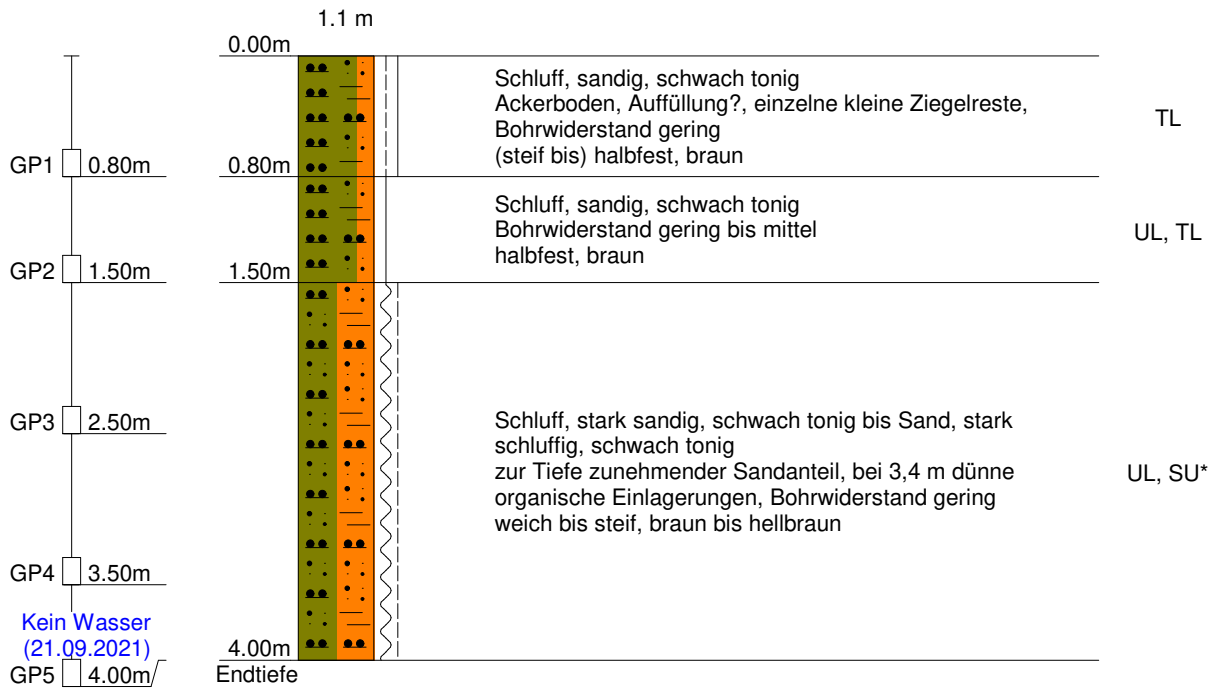 1.1 m
0.00m
Schluff, sandig, schwach tonig
Ackerboden, Auffüllung?, einzelne kleine Ziegelreste,
Bohrwiderstand gering
(steif bis) halbfest, braun
TL
GP1 0.80m
0.80m
Schluff, sandig, schwach tonig
Bohrwiderstand gering bis mittel
halbfest, braun
UL, TL
GP2 1.50m
1.50m
GP3 2.50m
Schluff, stark sandig, schwach tonig bis Sand, stark
schluffig, schwach tonig
zur Tiefe zunehmender Sandanteil, bei 3,4 m dünne
organische Einlagerungen, Bohrwiderstand gering
weich bis steif, braun bis hellbraun
UL, SU*
GP4 3.50m
Kein Wasser
(21.09.2021)
4.00m
GP5 4.00m
Endtiefe